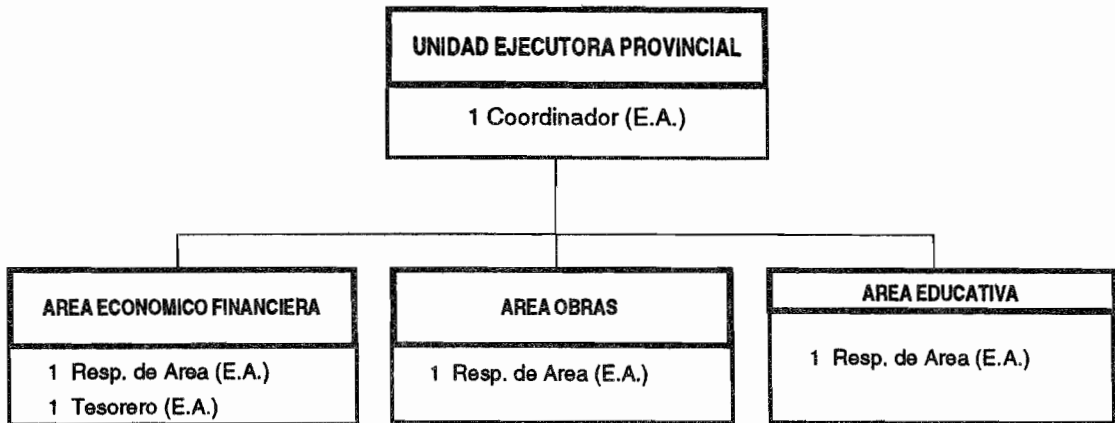 UNIDAD EJECUTORA PROVINCIAL
1 Coordinador (E.A.)
AREA ECONOMICO FINANCIERA
1 Resp. de Area (E.A.)
1 Tesorero (E.A.)
AREA OBRAS
1 Resp. de Area (E.A.)
AREA EDUCATIVA
1 Resp. de Area (E.A.)